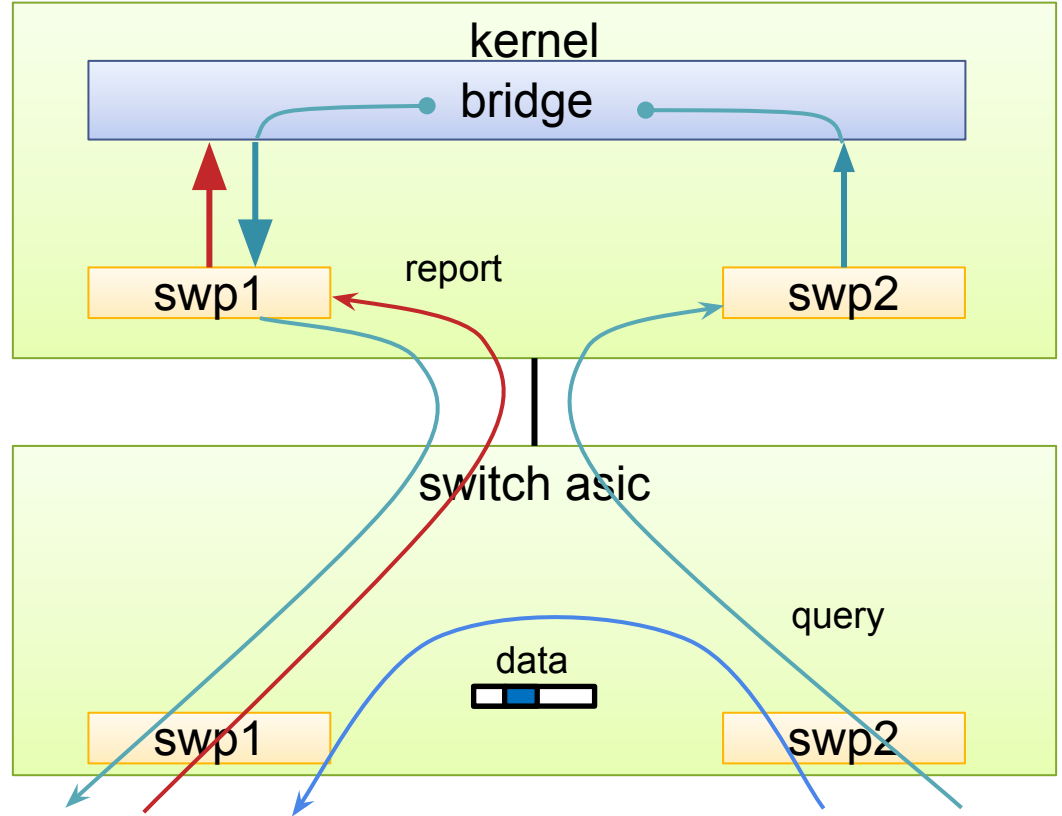 kernel
bridge
report
swp1
swp2
switch asic
query
data
swp1
swp2